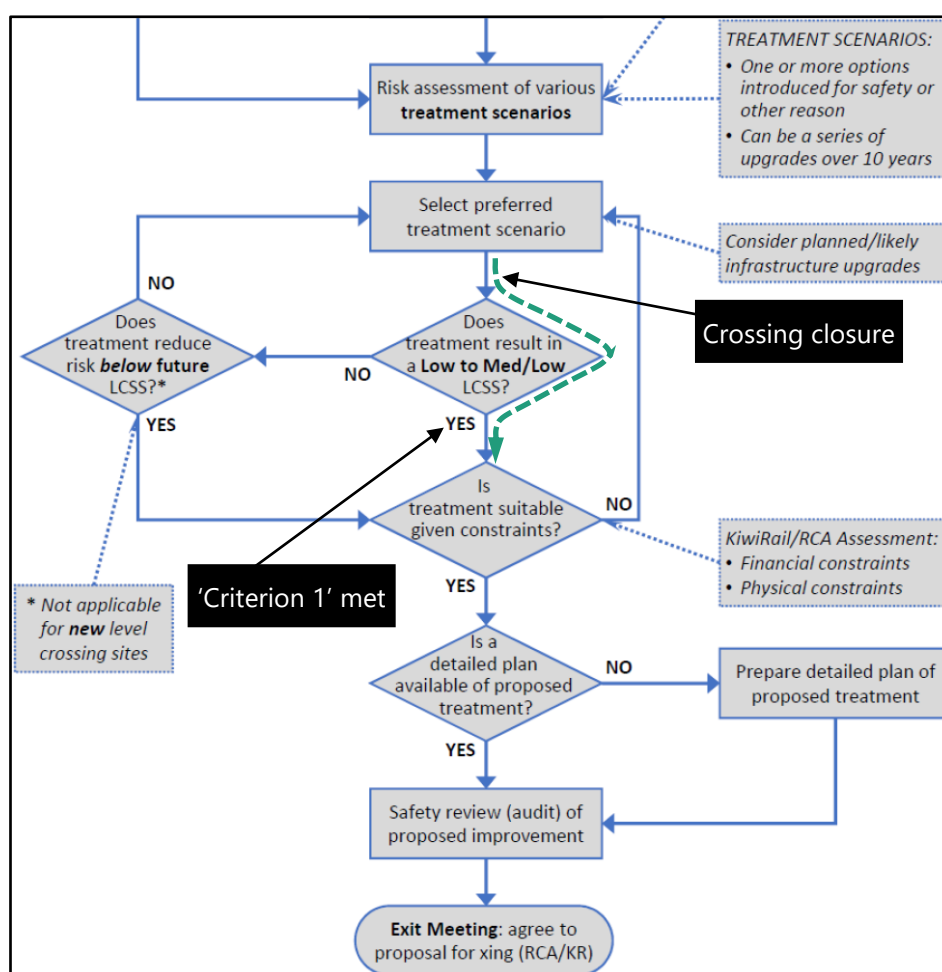 TREATMENT SCENARIOS:
• One or more options
introduced for safety or
other reason
• Can be a series of
upgrades over 10 years
Risk assessment of various
treatment scenarios
Select preferred
treatment scenario
Consider planned/likely
infrastructure upgrades
Crossing closure
NO
Does
treatment reduce
risk below future
LCSS?*
YES
Does
treatment result in
a Low to Med/Low
LCSS?
NO
YES
Is
treatment suitable
given constraints?
NO
YES
KiwiRail/RCA Assessment:
• Financial constraints
• Physical constraints
‘Criterion 1’ met
* Not applicable
for new level
crossing sites
Is a
detailed plan
available of proposed
treatment?
NO
YES
Prepare detailed plan of
proposed treatment
Safety review (audit) of
proposed improvement
Exit Meeting: agree to
proposal for xing (RCA/KR)